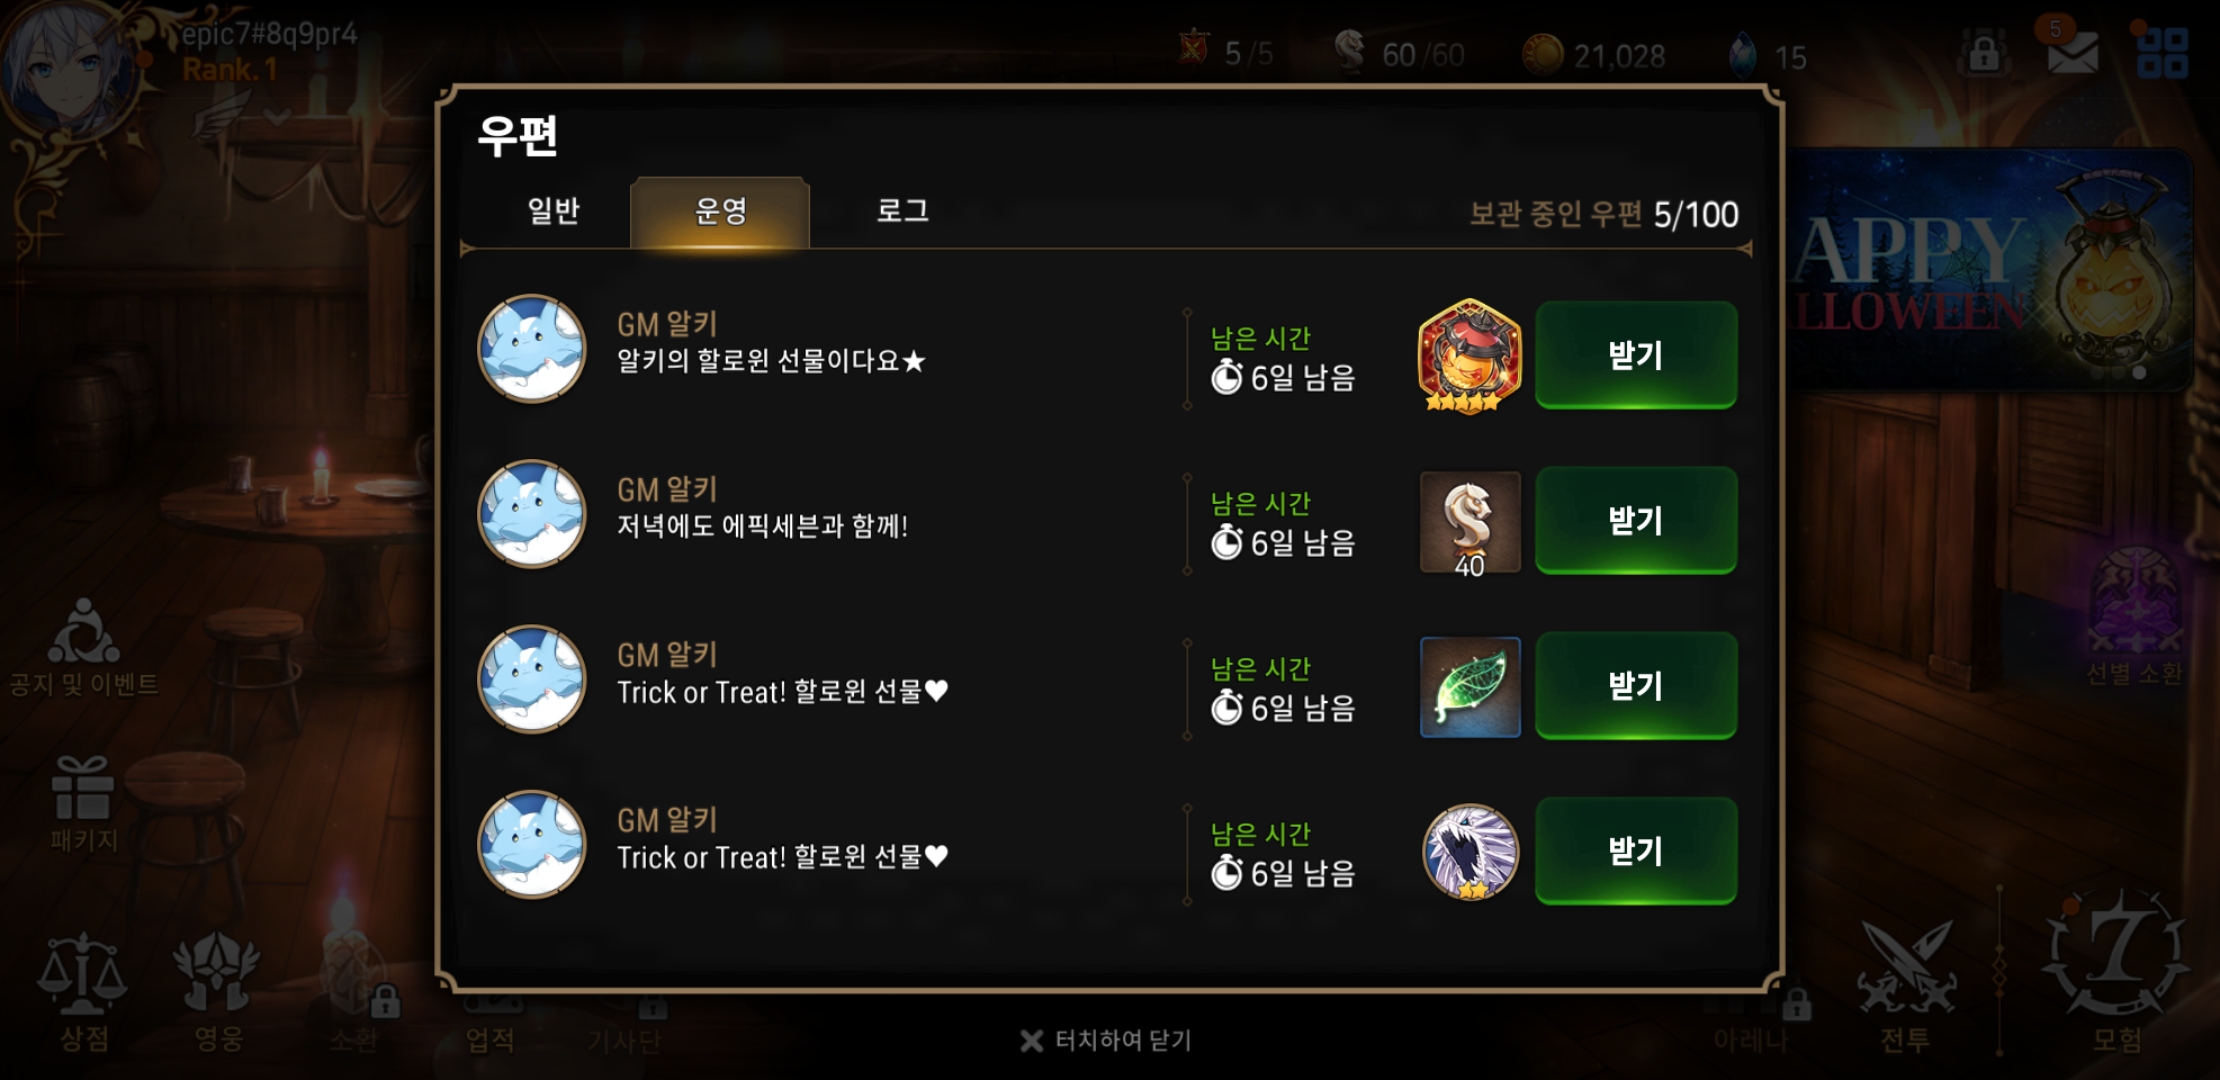 epic7#8q9pr4
Rank.1
5/5
60/60
21,028
15
5
우편
일반
운영
로그
보관 중인 우편 5/100
GM 알키
알키의 할로윈 선물이다요★
남은 시간
6일 남음
받기
GM 알키
저녁에도 에픽세븐과 함께!
남은 시간
6일 남음
40
받기
GM 알키
Trick or Treat! 할로윈 선물♥
남은 시간
6일 남음
받기
GM 알키
Trick or Treat! 할로윈 선물♥
남은 시간
6일 남음
받기
APPY
LLOWEEN
공지 및 이벤트
패키지
선별 소환
상점
영웅
소환
업적
기사단
터치하여 닫기
아레나
전투
7
모험